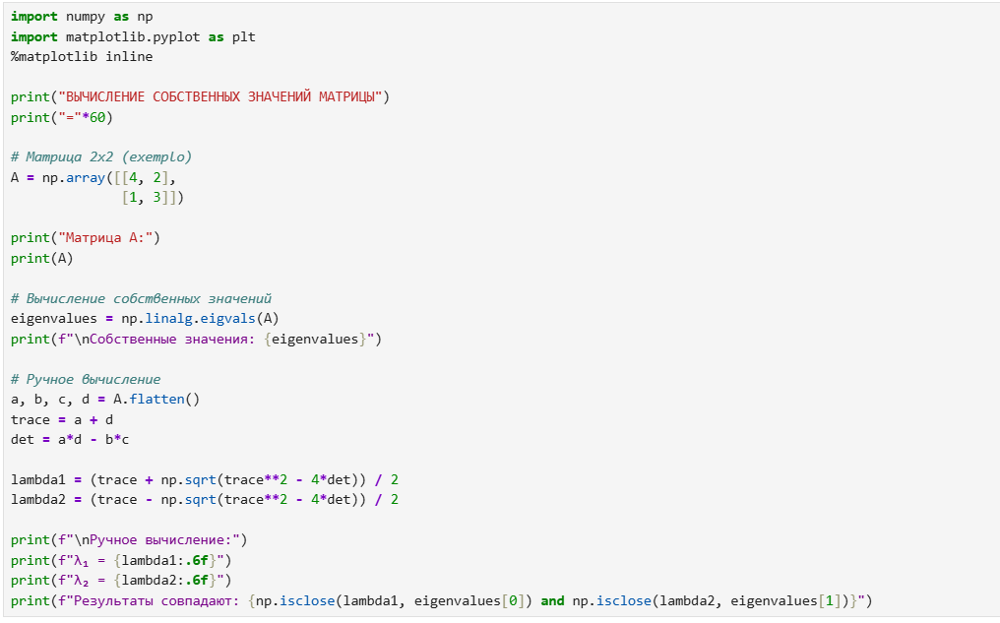 import numpy as np
import matplotlib.pyplot as plt
%matplotlib inline
print("ВЫЧИСЛЕНИЕ СОБСТВЕННЫХ ЗНАЧЕНИЙ МАТРИЦЫ")
print("="*60)
# Матрица 2x2 (exemplo)
A = np.array([[4, 2],
              [1, 3]])
print("Матрица A:")
print(A)
# Вычисление собственных значений
eigenvalues = np.linalg.eigvals(A)
print(f"\nСобственные значения: {eigenvalues}")
# Ручное вычисление
a, b, c, d = A.flatten()
trace = a + d
det = a*d - b*c
lambda1 = (trace + np.sqrt(trace**2 - 4*det)) / 2
lambda2 = (trace - np.sqrt(trace**2 - 4*det)) / 2
print(f"\nРучное вычисление:")
print(f"λ₁ = {lambda1:.6f}")
print(f"λ₂ = {lambda2:.6f}")
print(f"Результаты совпадают: {np.isclose(lambda1, eigenvalues[0]) and np.isclose(lambda2, eigenvalues[1])}")